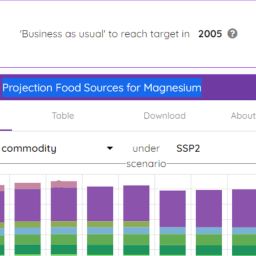 'Business as usual' to reach target in 2005 ?
Projection Food Sources for Magnesium
Table Download About
commodity under scenario SSP2